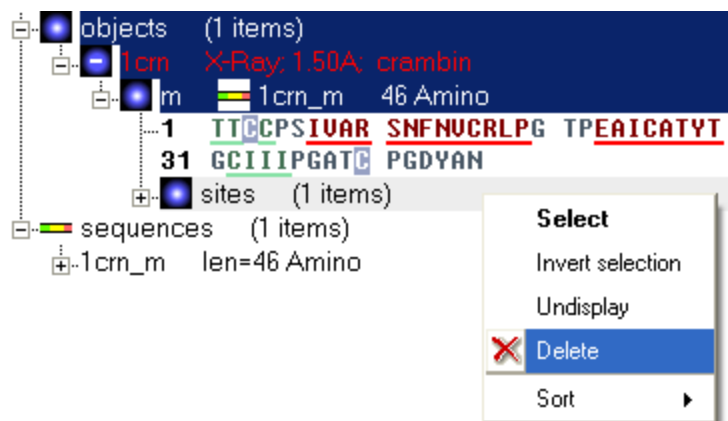 objects (1 items)
1crn X-Ray; 1.50A; crambin
m 1crn_m 46 Amino
1 TTCCPSIVAR SNFNVCRLPG TPEAICATYT
31 GCIIIPGATC PGDYAN
sites (1 items)
sequences (1 items)
1crn_m len=46 Amino
Select
Invert selection
Undisplay
Delete
Sort